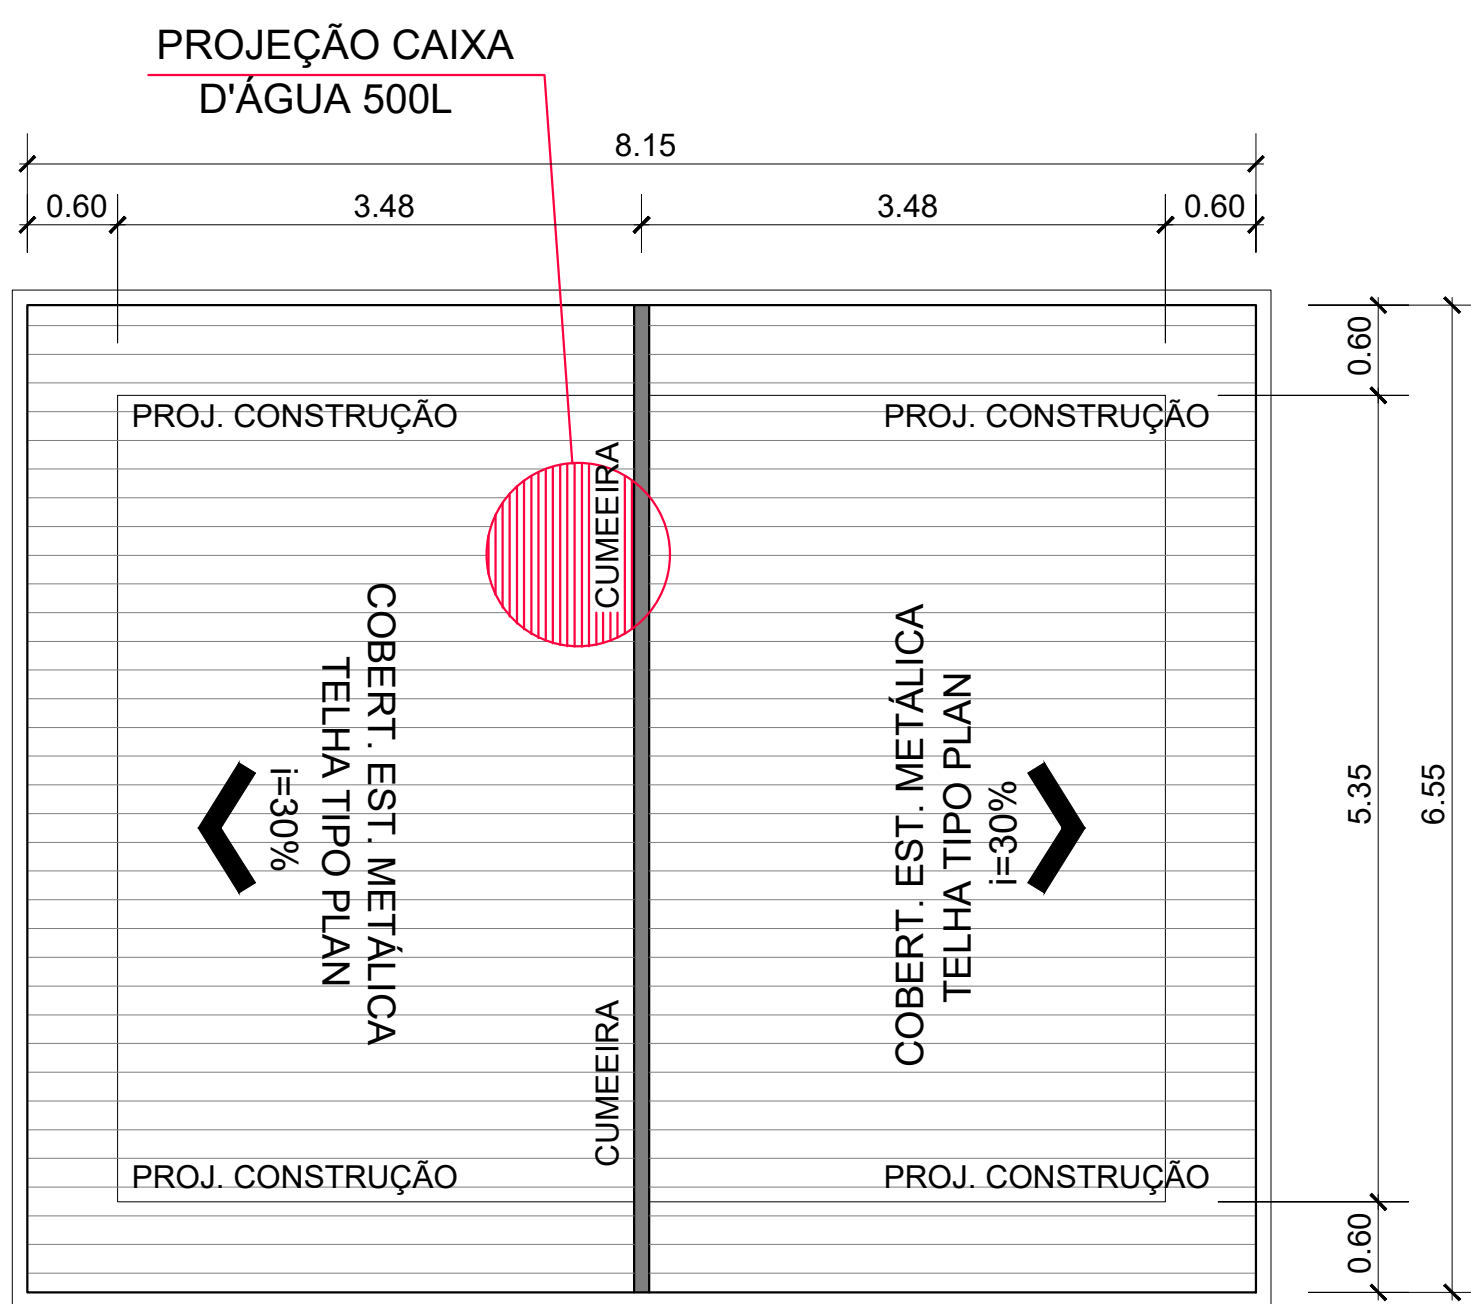 PROJEÇÃO CAIXA
D'ÁGUA 500L
8.15
0.60
3.48
3.48
0.60
0.60
PROJ. CONSTRUÇÃO
PROJ. CONSTRUÇÃO
CUMEEIRA
COBERT. EST. METÁLICA
TELHA TIPO PLAN
i=30%
COBERT. EST. METÁLICA
TELHA TIPO PLAN
i=30%
5.35
6.55
CUMEEIRA
PROJ. CONSTRUÇÃO
PROJ. CONSTRUÇÃO
0.60